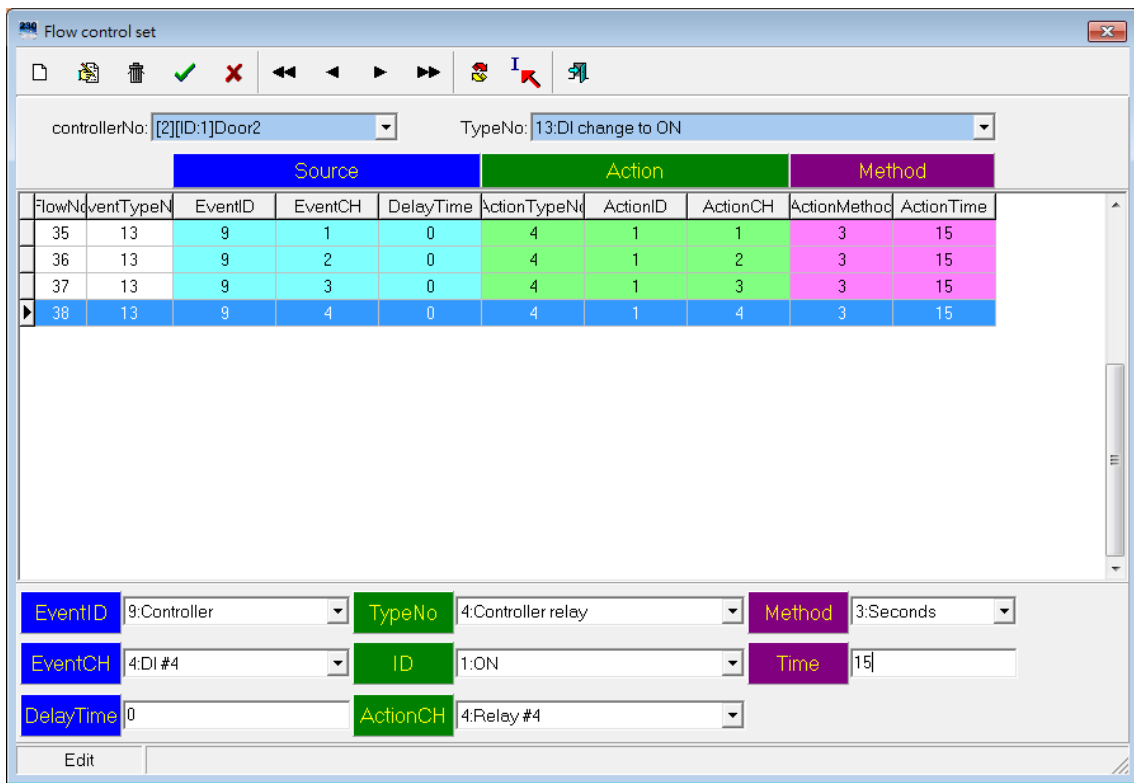 Flow control set
controllerNo: [2][ID:1]Door2 TypeNo: 13:DI change to ON
Source Action Method
FlowNo ventTypeN EventID EventCH DelayTime ActionTypeNo ActionID ActionCH ActionMethod ActionTime
35 13 9 1 0 4 1 1 3 15
36 13 9 2 0 4 1 2 3 15
37 13 9 3 0 4 1 3 3 15
38 13 9 4 0 4 1 4 3 15
EventID 9:Controller TypeNo 4:Controller relay Method 3:Seconds
EventCH 4:DI #4 ID 1:ON Time 15
DelayTime 0 ActionCH 4:Relay #4
Edit